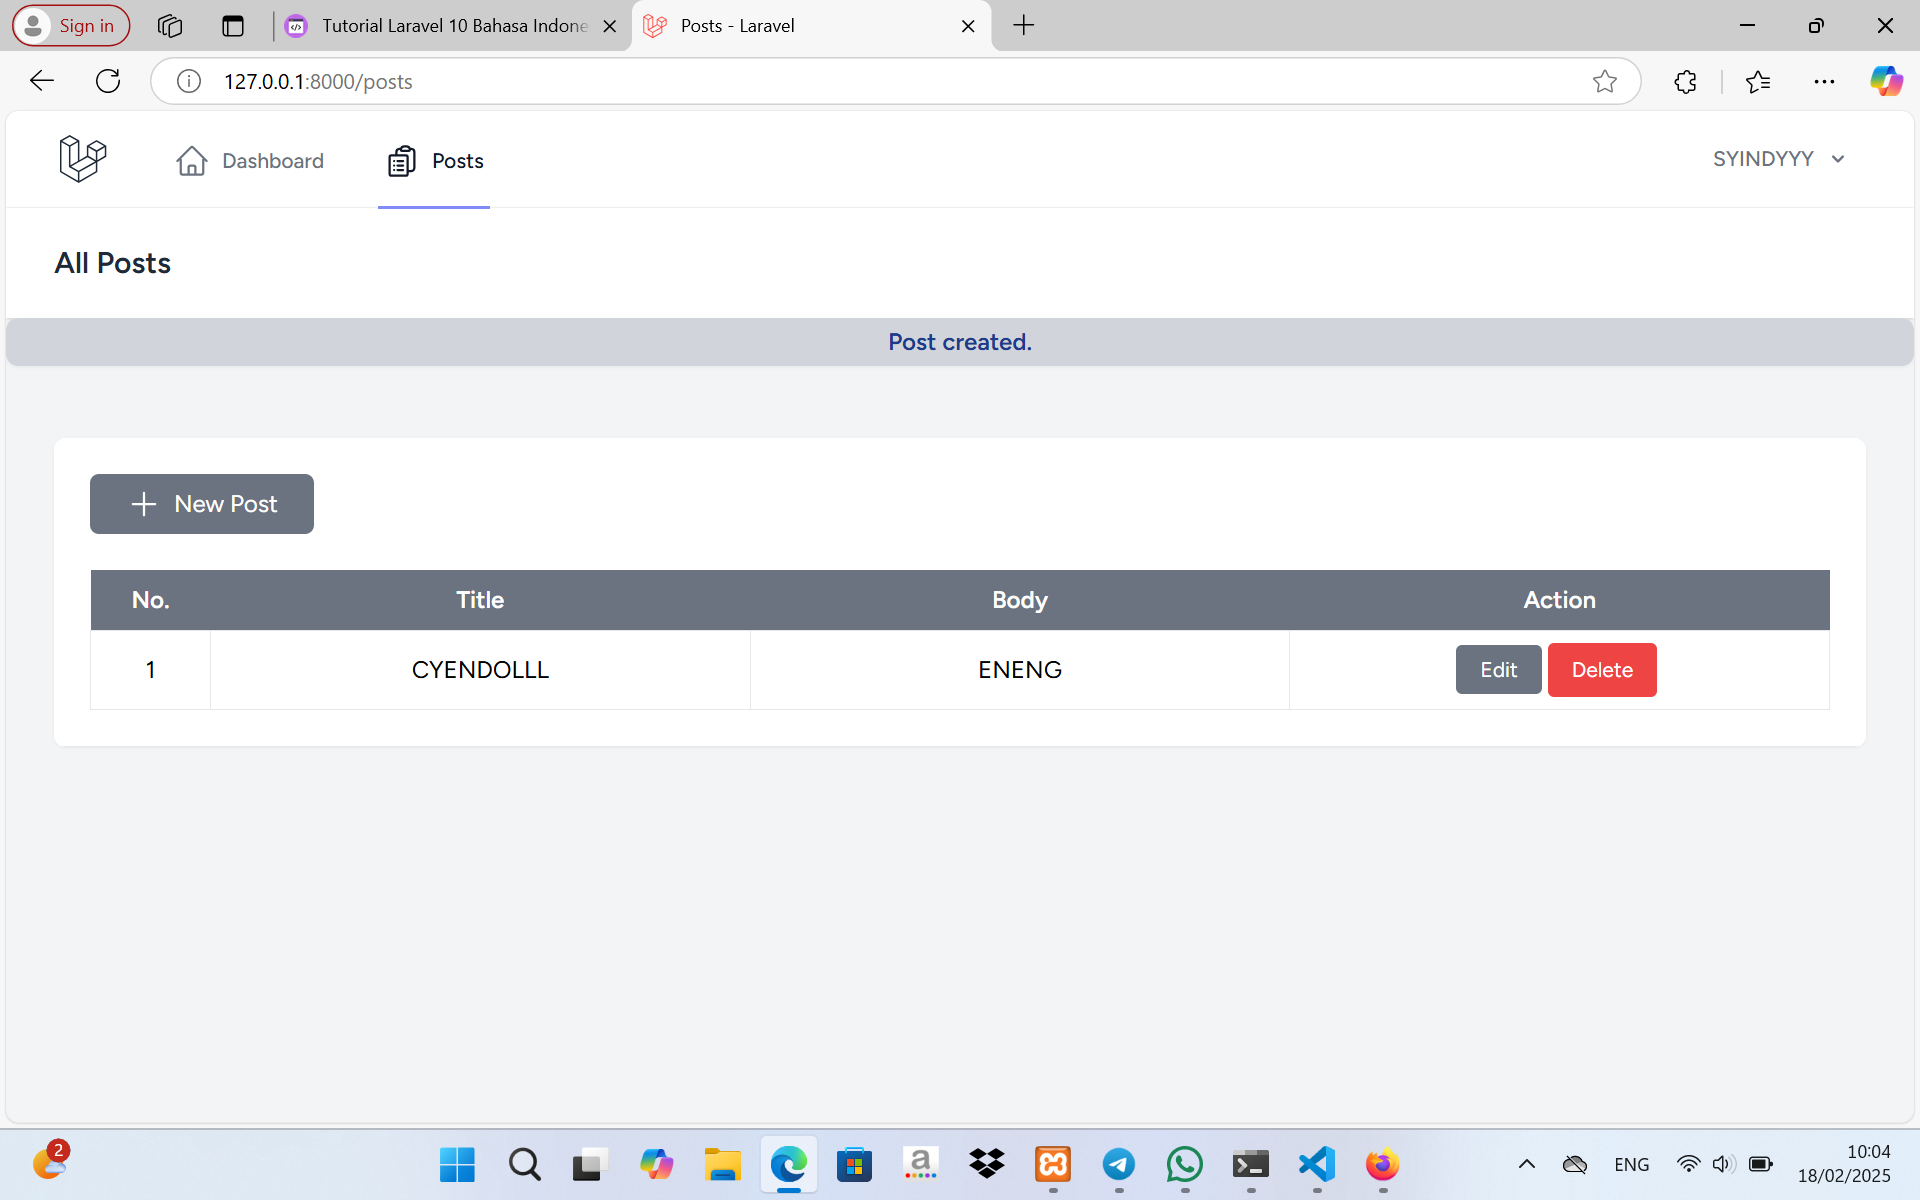 Sign in
Tutorial Laravel 10 Bahasa Indone
Posts - Laravel
127.0.0.1:8000/posts
Dashboard
Posts
SYINDYYY
All Posts
Post created.
New Post
No. Title Body Action
1 CYENDOLLL ENENG Edit Delete
2
a
ENG
10:04
18/02/2025